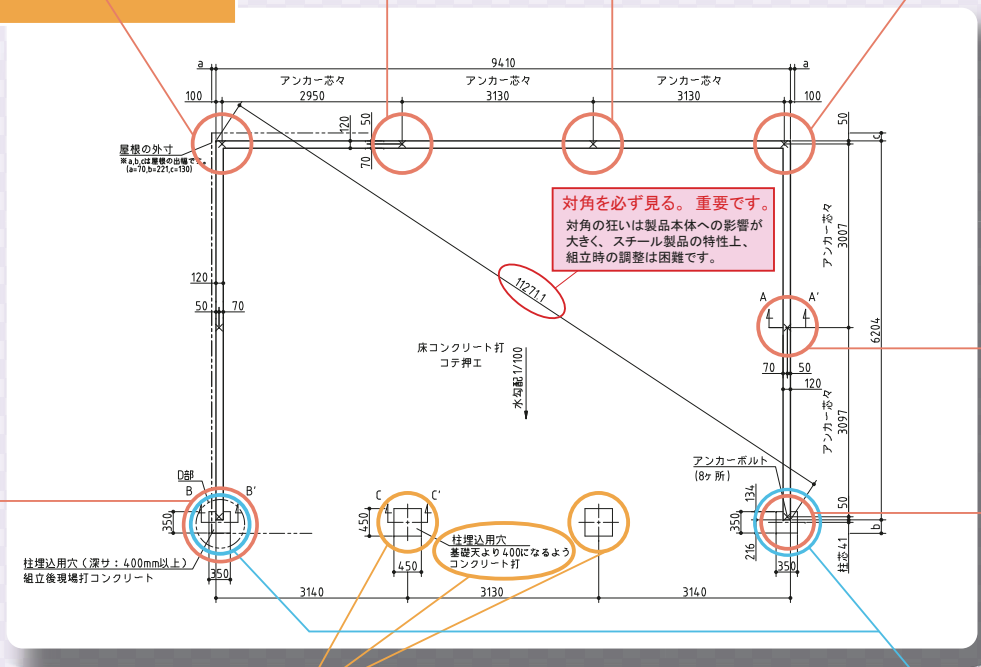 a
9410
a
アンカー芯々
アンカー芯々
アンカー芯々
100
2950
3130
3130
100
50
120
70
50
c
屋根の外寸
※a,b,cは屋根の出幅です。
(a=70,b=221,c=130)
対角を必ず見る。 重要です。
対角の狂いは製品本体への影響が
大きく、スチール製品の特性上、
組立時の調整は困難です。
アンカー芯々
3007
120
50
70
11271.1
A
A'
6204
床コンクリート打
コテ押エ
水勾配1/100
70
50
120
アンカー芯々
3097
アンカーボルト
(8ヶ所)
D部
B
B'
C
C'
350
450
柱埋込用穴
基礎天より400になるよう
コンクリート打
134
350
216
50
b
柱埋込用穴(深サ:400mm以上)
組立後現場打コンクリート
350
450
350
柱芯41
3140
3130
3140